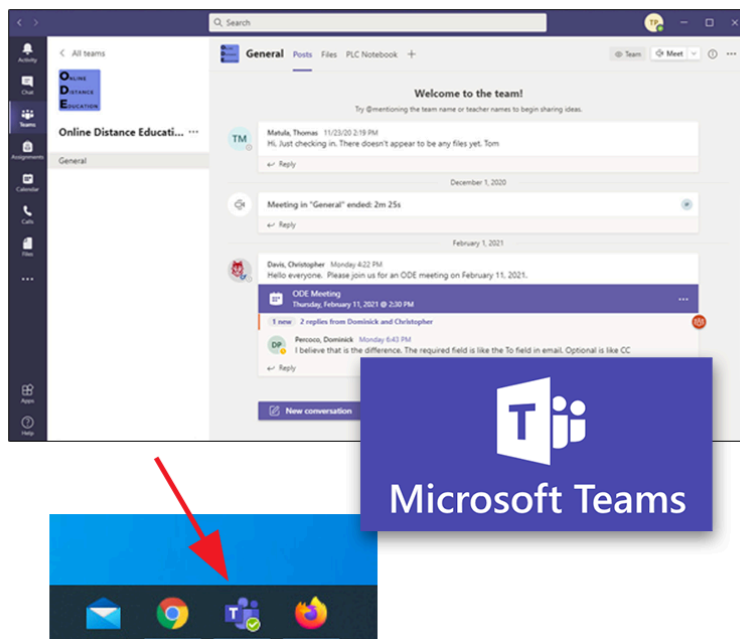 Search
TP
Activity
Chat
Teams
Assignments
Calendar
Calls
Files
Apps
Help
All teams
ONLINE
DISTANCE
EDUCATION
Online Distance Educati... ...
General
General Posts Files PLC Notebook +
Team Meet
Welcome to the team!
Try @mentioning the team name or teacher names to begin sharing ideas.
TM
Matula, Thomas 11/23/20 2:19 PM
Hi. Just checking in. There doesn't appear to be any files yet. Tom
Reply
December 1, 2020
Meeting in "General" ended: 2m 25s
Reply
February 1, 2021
Davis, Christopher Monday 4:22 PM
Hello everyone. Please join us for an ODE meeting on February 11, 2021.
ODE Meeting
Thursday, February 11, 2021 @ 2:30 PM
1 new 2 replies from Dominick and Christopher
DP
Percoco, Dominick Monday 6:43 PM
I believe that is the difference. The required field is like the To field in email. Optional is like CC
Reply
New conversation
T
Microsoft Teams
T